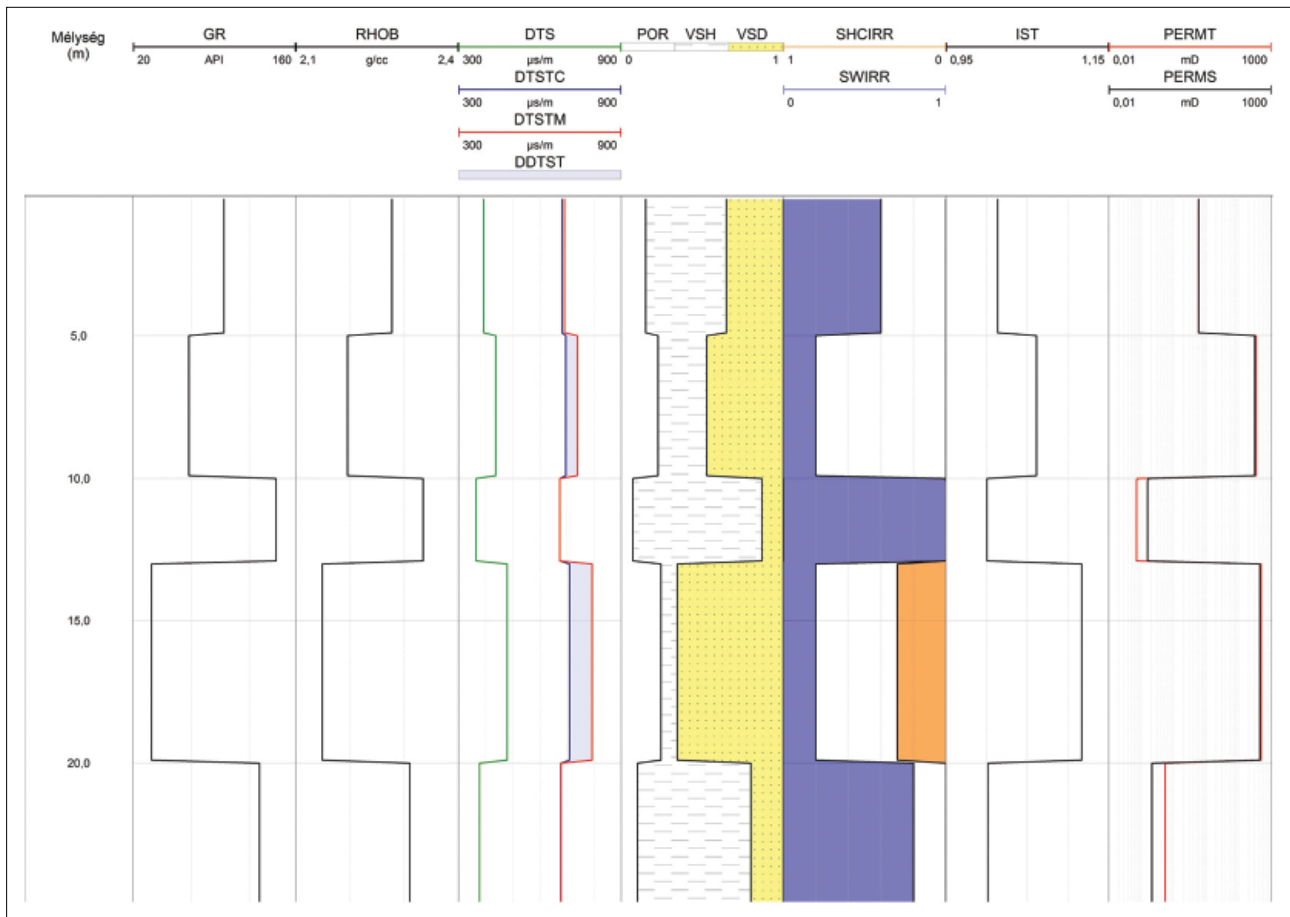 Mélység
(m)
GR
20 API 160
RHOB
2,1 g/cc 2,4
DTS
300 µs/m 900
DTSTC
300 µs/m 900
DTSTM
300 µs/m 900
DDTST
POR VSH VSD
0 1
SHCIRR
1 0
SWIRR
0 1
IST
0,95 1,15
PERMT
0,01 mD 1000
PERMS
0,01 mD 1000
5,0
10,0
15,0
20,0